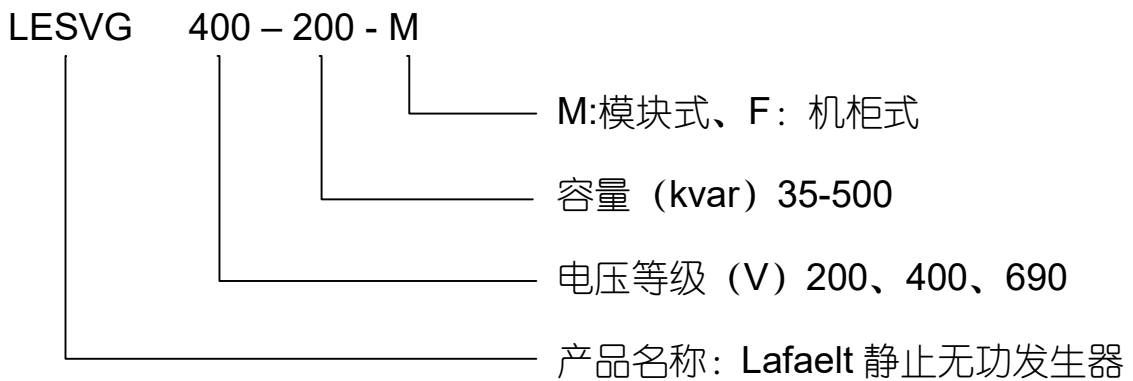 LESVG 400 – 200 - M
M:模块式、F：机柜式
容量（kvar）35-500
电压等级（V）200、400、690
产品名称：Lafaelt 静止无功发生器